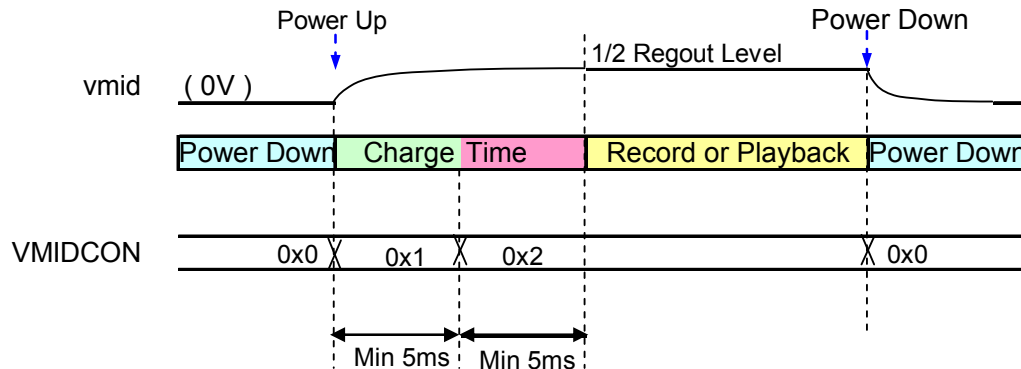 Power Up
Power Down
1/2 Regout Level
vmid
( 0V )
Power Down
Charge Time
Record or Playback
Power Down
VMIDCON
0x0
0x1
0x2
0x0
Min 5ms
Min 5ms